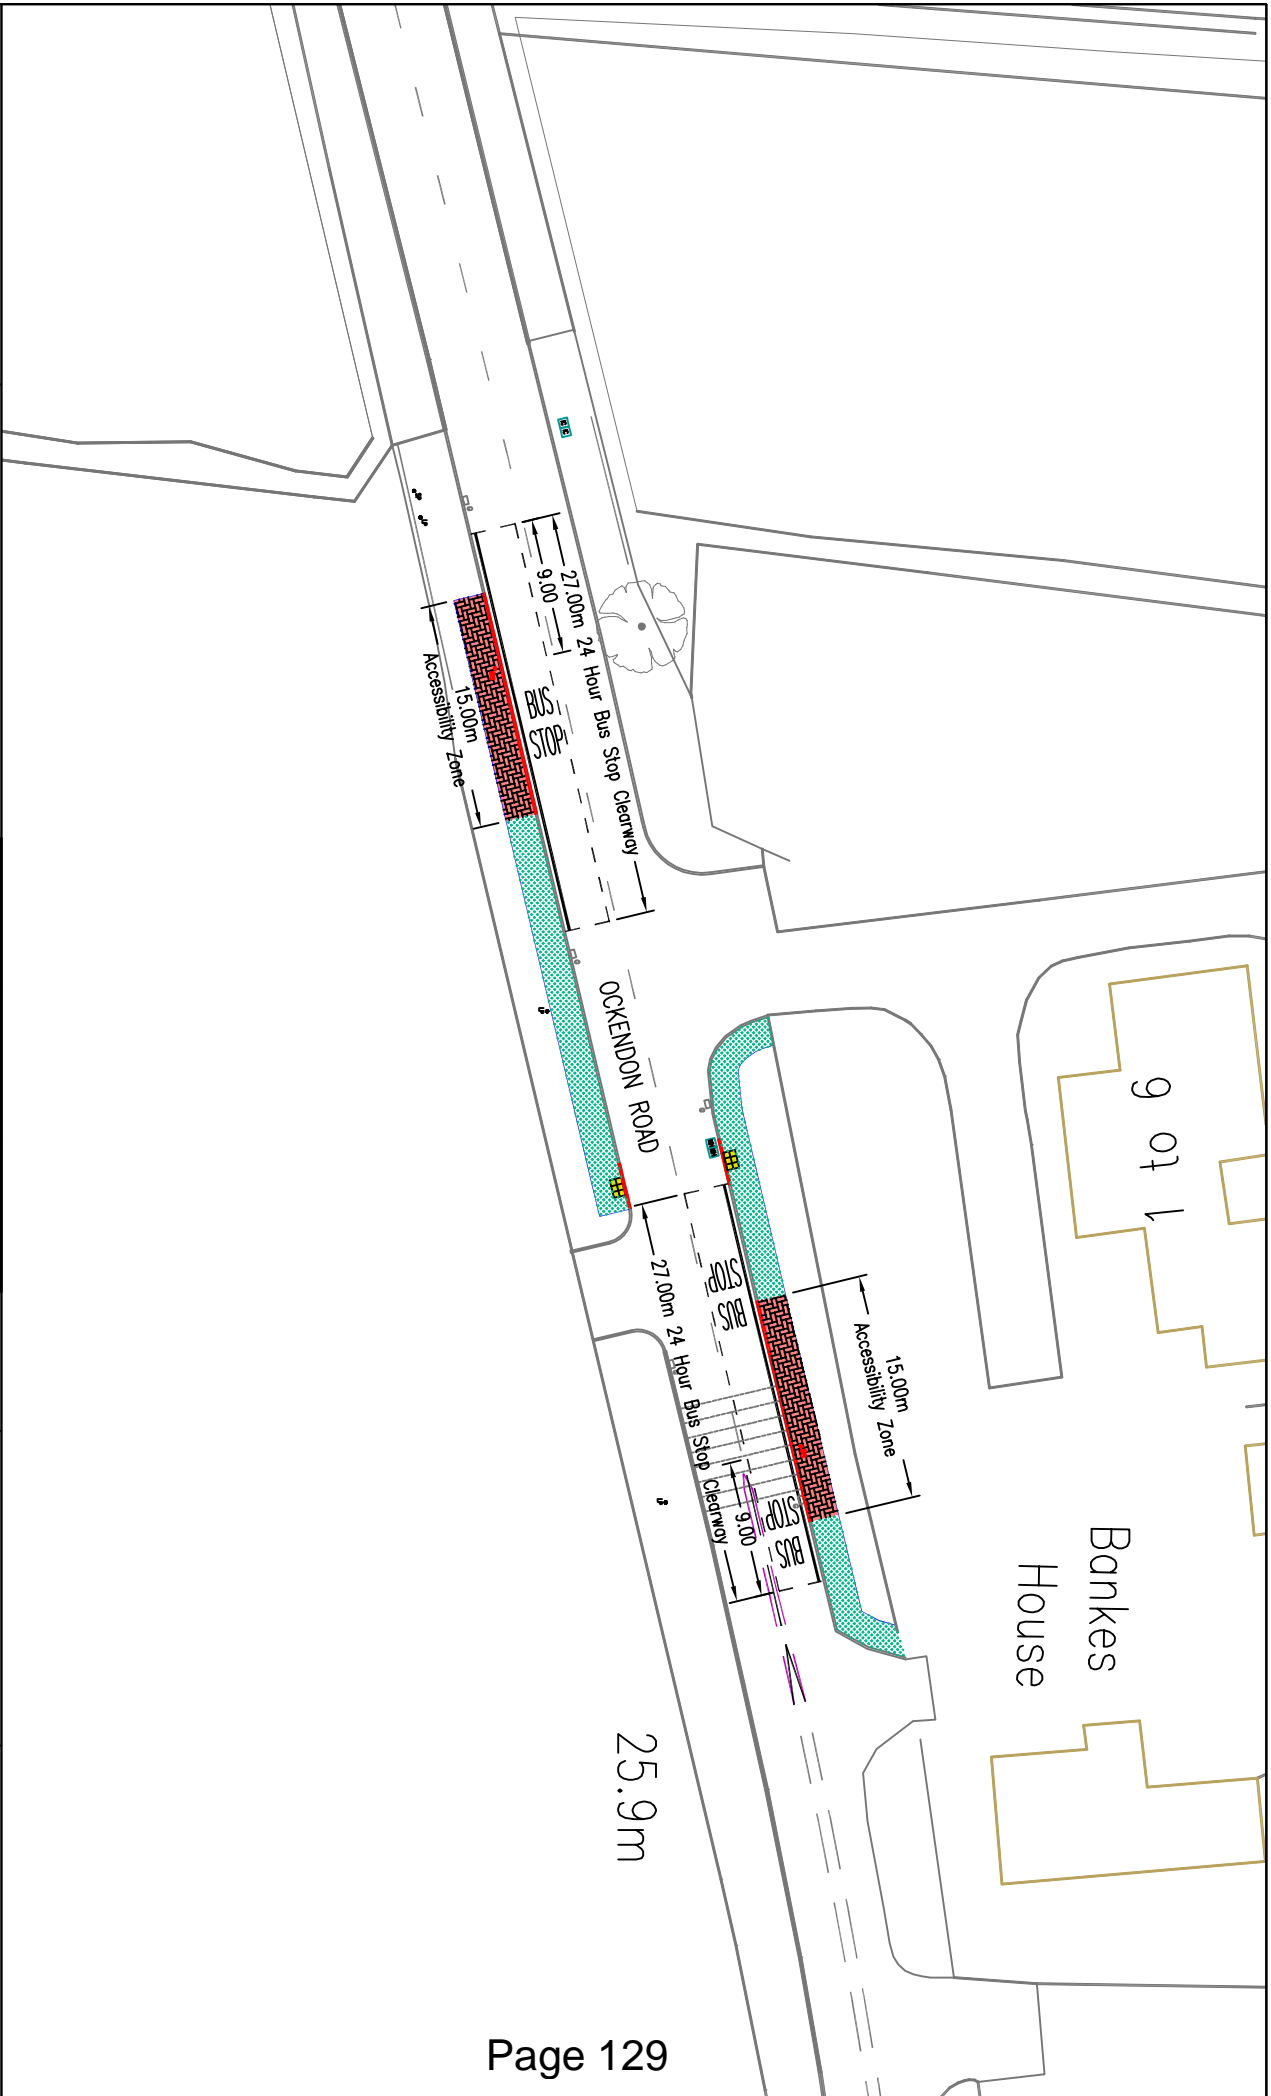 27.00m 24 Hour Bus Stop Clearway
9.00
BUS
STOP
15.00m
Accessibility Zone
OCKENDON ROAD
1 to 9
27.00m 24 Hour Bus Stop Clearway
BUS
STOP
15.00m
Accessibility Zone
BUS
STOP
9.00
Bankes
House
25.9m
Page 129